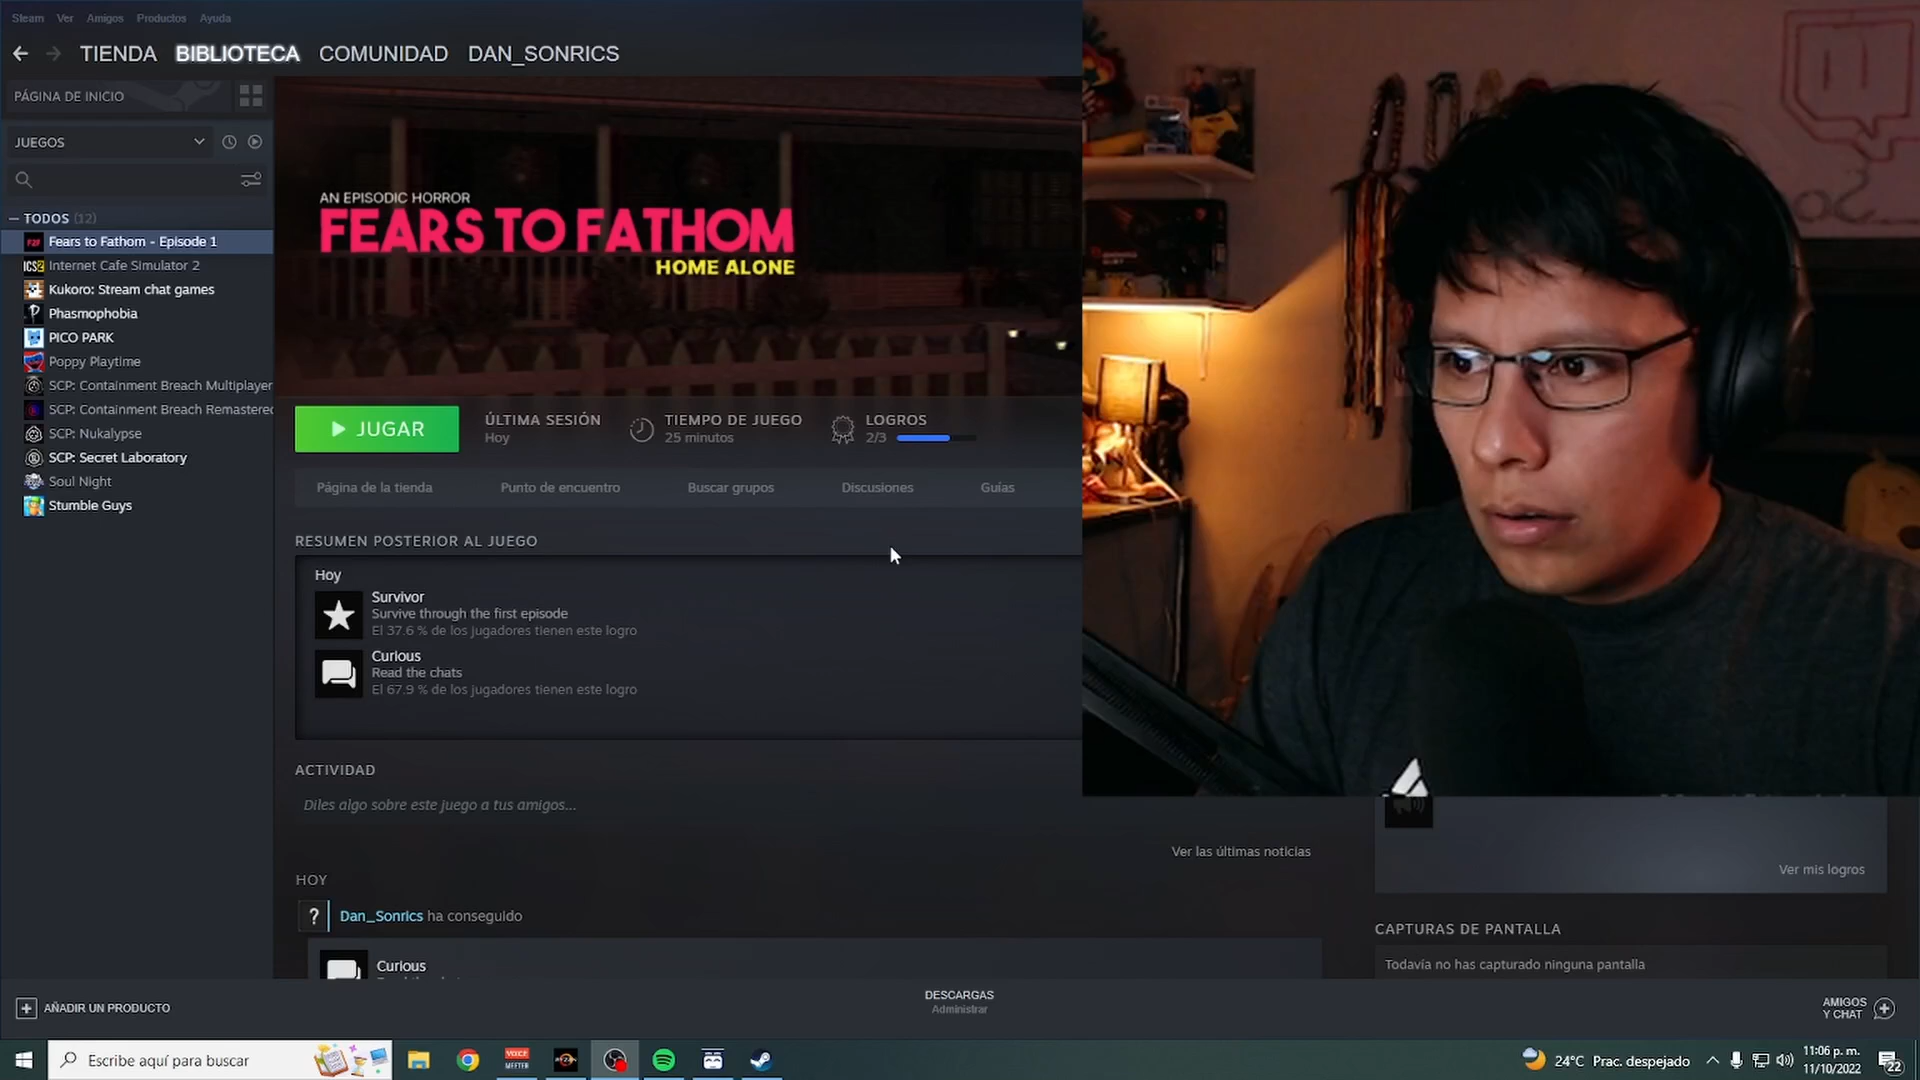 Steam Ver Amigos Productos Ayuda
TIENDA BIBLIOTECA COMUNIDAD DAN_SONRICS
PÁGINA DE INICIO
JUEGOS
TODOS (12)
Fears to Fathom - Episode 1
Internet Cafe Simulator 2
Kukoro: Stream chat games
Phasmophobia
PICO PARK
Poppy Playtime
SCP: Containment Breach Multiplayer
SCP: Containment Breach Remastered
SCP: Nukalypse
SCP: Secret Laboratory
Soul Night
Stumble Guys
AN EPISODIC HORROR
FEARS TO FATHOM
HOME ALONE
JUGAR
ÚLTIMA SESIÓN
Hoy
TIEMPO DE JUEGO
25 minutos
LOGROS
2/3
Página de la tienda Punto de encuentro Buscar grupos Discusiones Guías
RESUMEN POSTERIOR AL JUEGO
Hoy
Survivor
Survive through the first episode
El 37.6 % de los jugadores tienen este logro
Curious
Read the chats
El 67.9 % de los jugadores tienen este logro
ACTIVIDAD
Diles algo sobre este juego a tus amigos...
Ver las últimas noticias
HOY
Dan_Sonrics ha conseguido
Curious
Ver mis logros
CAPTURAS DE PANTALLA
Todavía no has capturado ninguna pantalla
AÑADIR UN PRODUCTO
DESCARGAS
Administrar
AMIGOS
Y CHAT
Escribe aquí para buscar
VOICE
MEETER
24°C Prac. despejado
11:06 p. m.
11/10/2022
22